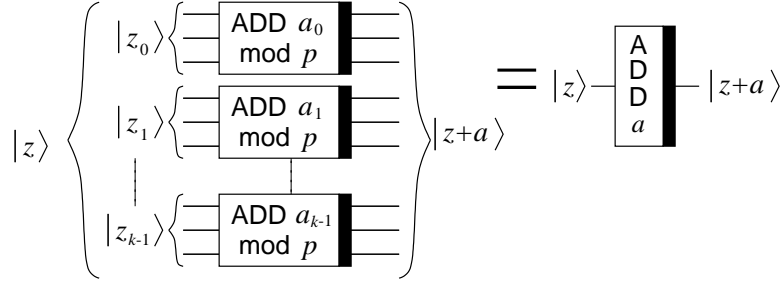 |z⟩
|z₀⟩
ADD a₀
mod p
|z₁⟩
ADD a₁
mod p
|zₖ₋₁⟩
ADD aₖ₋₁
mod p
|z+a⟩
=
|z⟩
A
D
D
a
|z+a⟩